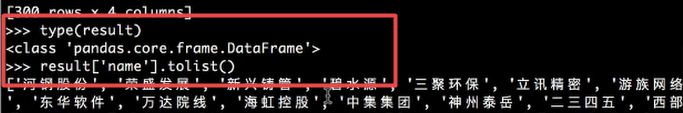 [300 rows x 4 columns]
>>> type(result)
<class 'pandas.core.frame.DataFrame'>
>>> result['name'].tolist()
['河钢股份', '荣盛发展', '新兴铸管', '碧水源', '三聚环保', '立讯精密', '游族网络
', '东华软件', '万达院线', '海虹控股', '中集集团', '神州泰岳', '二三四五', '西部